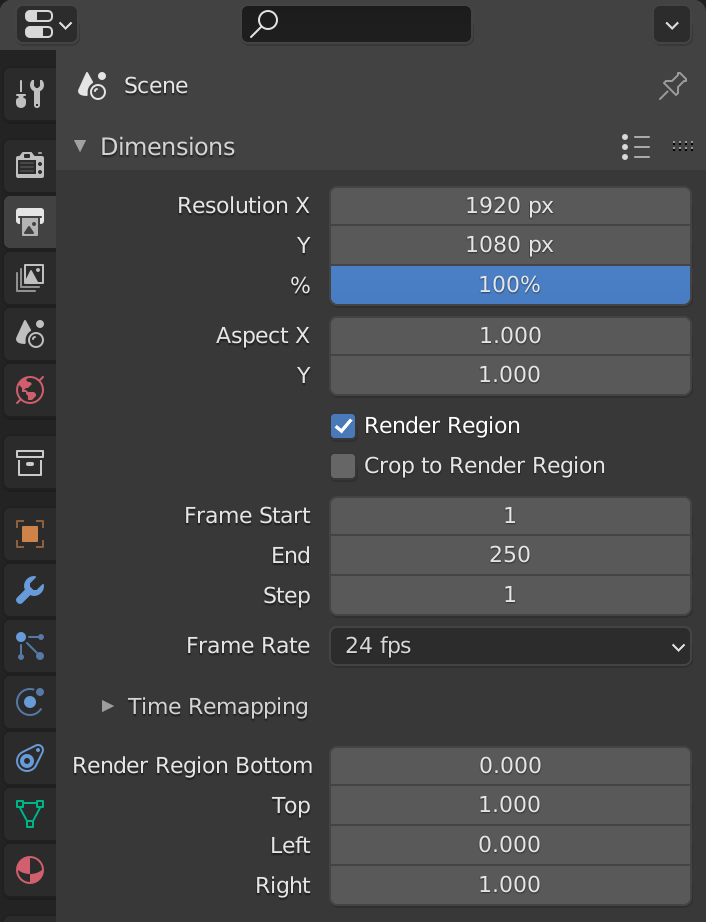 Scene
Dimensions
Resolution X 1920 px
Y 1080 px
% 100%
Aspect X 1.000
Y 1.000
Render Region
Crop to Render Region
Frame Start 1
End 250
Step 1
Frame Rate 24 fps
Time Remapping
Render Region Bottom 0.000
Top 1.000
Left 0.000
Right 1.000